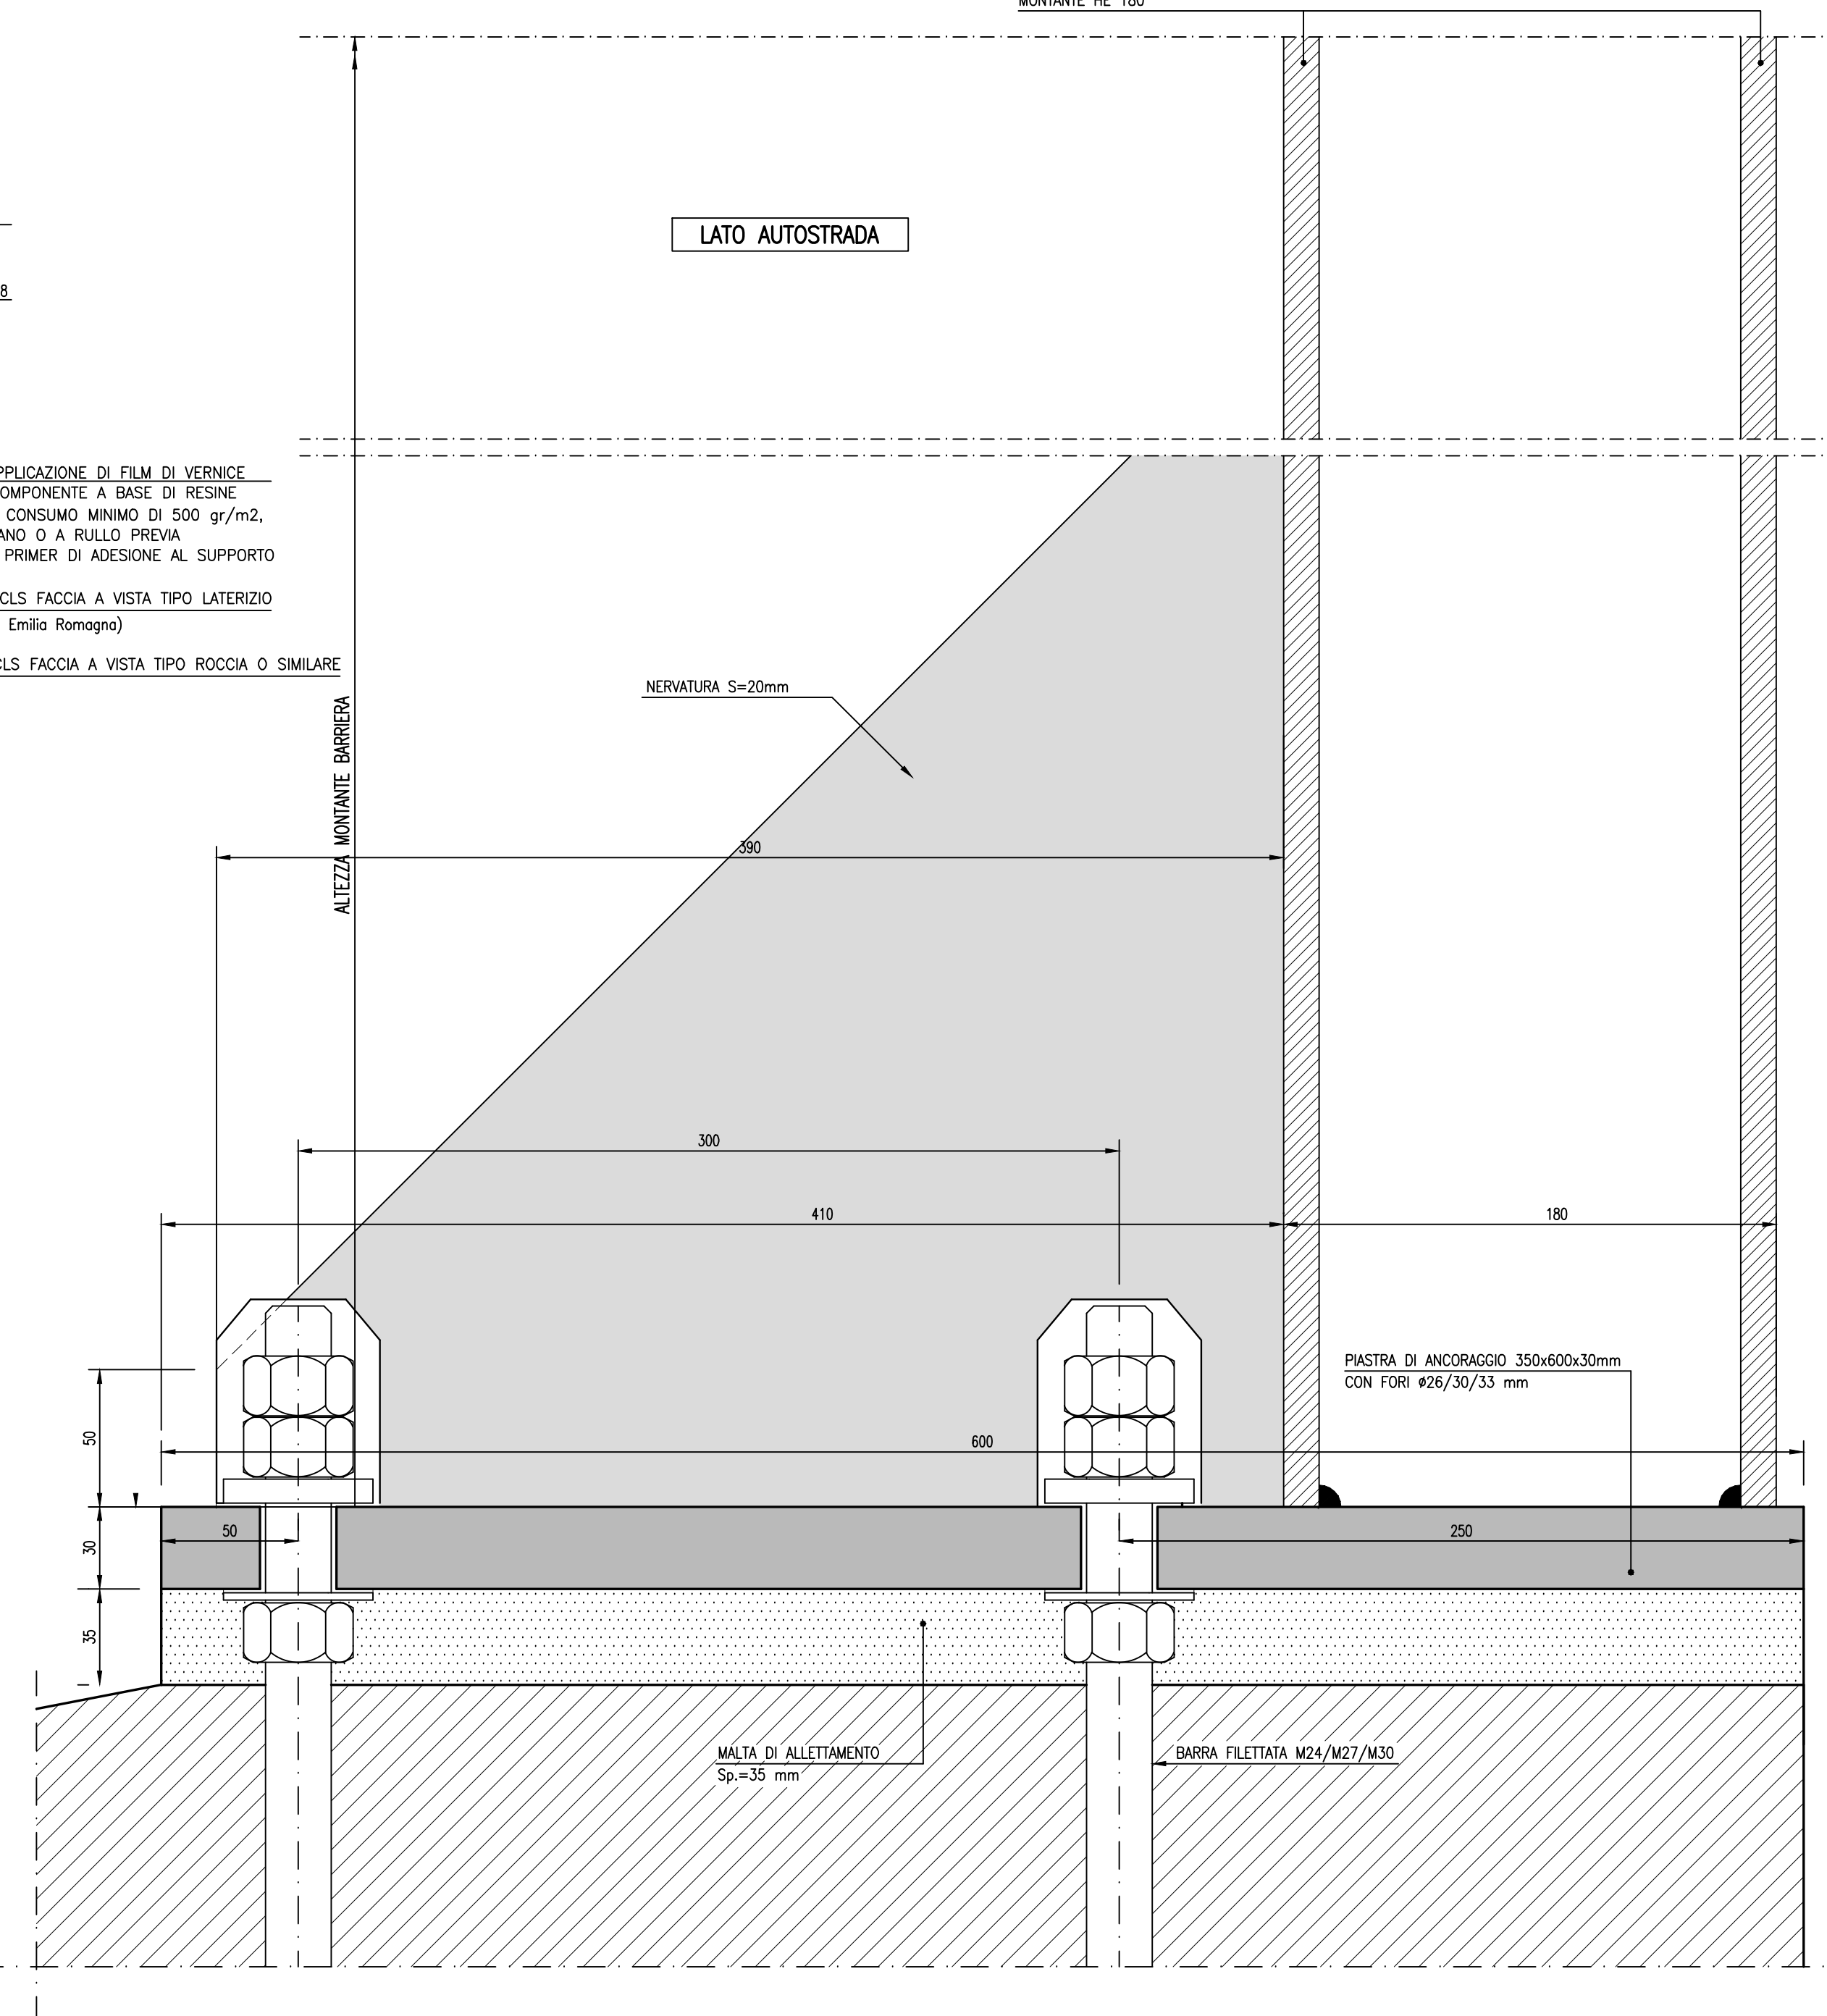 MONTANTE HE 180
LATO AUTOSTRADA
8
PPLICAZIONE DI FILM DI VERNICE
OMPONENTE A BASE DI RESINE
CONSUMO MINIMO DI 500 gr/m2,
ANO O A RULLO PREVIA
PRIMER DI ADESIONE AL SUPPORTO
CLS FACCIA A VISTA TIPO LATERIZIO
Emilia Romagna)
CLS FACCIA A VISTA TIPO ROCCIA O SIMILARE
NERVATURA S=20mm
ALTEZZA MONTANTE BARRIERA
390
300
410
180
PIASTRA DI ANCORAGGIO 350x600x30mm
CON FORI ø26/30/33 mm
50
600
30
50
250
35
MALTA DI ALLETTAMENTO
Sp.=35 mm
BARRA FILETTATA M24/M27/M30